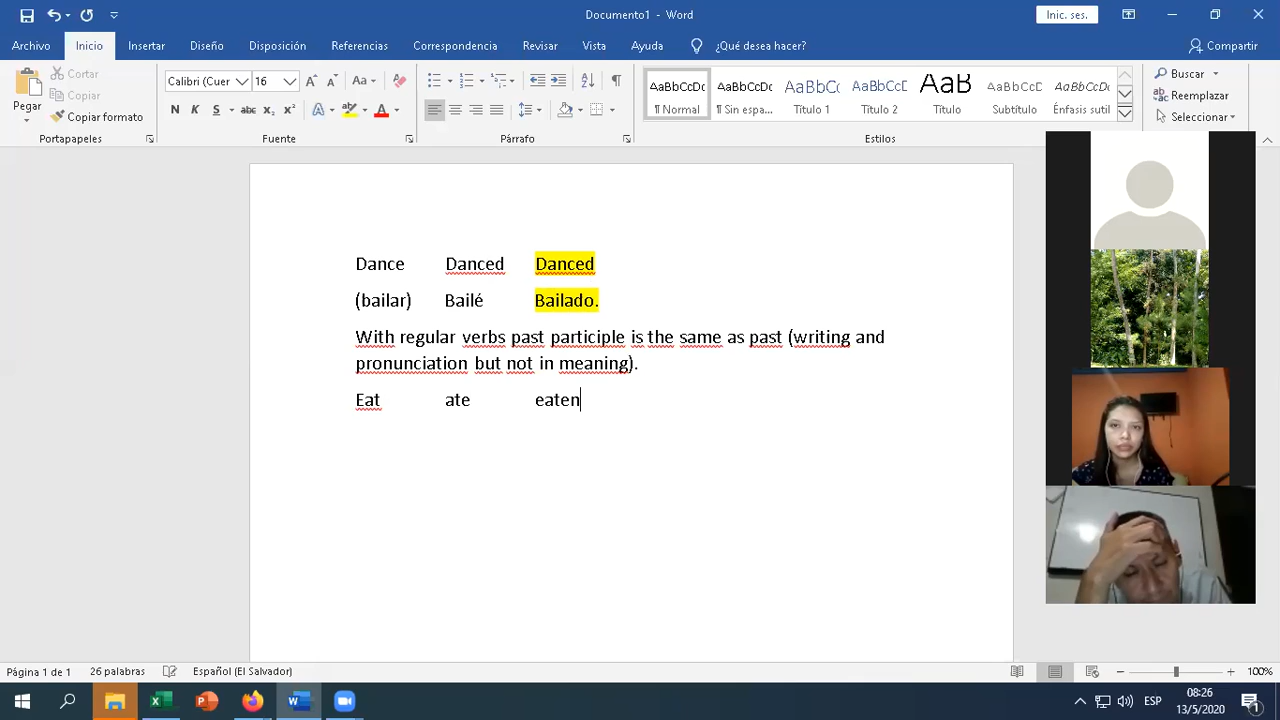 Documento1 - Word
Inic. ses.
Archivo Inicio Insertar Diseño Disposición Referencias Correspondencia Revisar Vista Ayuda ¿Qué desea hacer? Compartir
Pegar
Cortar
Copiar
Copiar formato
Portapapeles
Calibri (Cuer 16
Fuente
Párrafo
AaBbCcDc AaBbCcDc AaBbCc AaBbCcD AaB AaBbCcD AaBbCcDc
¶ Normal ¶ Sin espa... Título 1 Título 2 Título Subtítulo Énfasis sutil
Estilos
Buscar
Reemplazar
Seleccionar
Dance Danced Danced
(bailar) Bailé Bailado.
With regular verbs past participle is the same as past (writing and
pronunciation but not in meaning).
Eat ate eaten
Página 1 de 1 26 palabras Español (El Salvador) 100%
ESP 08:26
13/5/2020